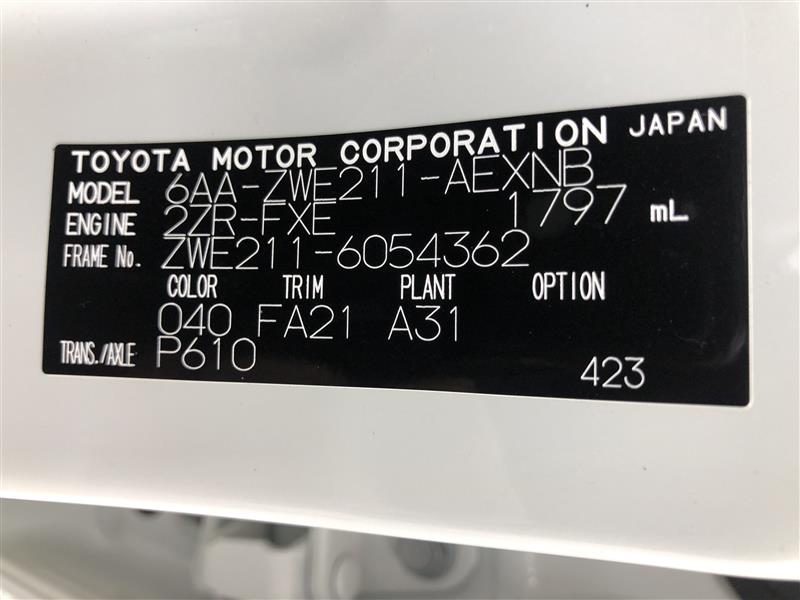 TOYOTA MOTOR CORPORATION JAPAN
MODEL 6AA-ZWE211-AEXNB
ENGINE 2ZR-FXE 1797 mL
FRAME No. ZWE211-6054362
COLOR TRIM PLANT OPTION
040 FA21 A31
TRANS./AXLE P610
423